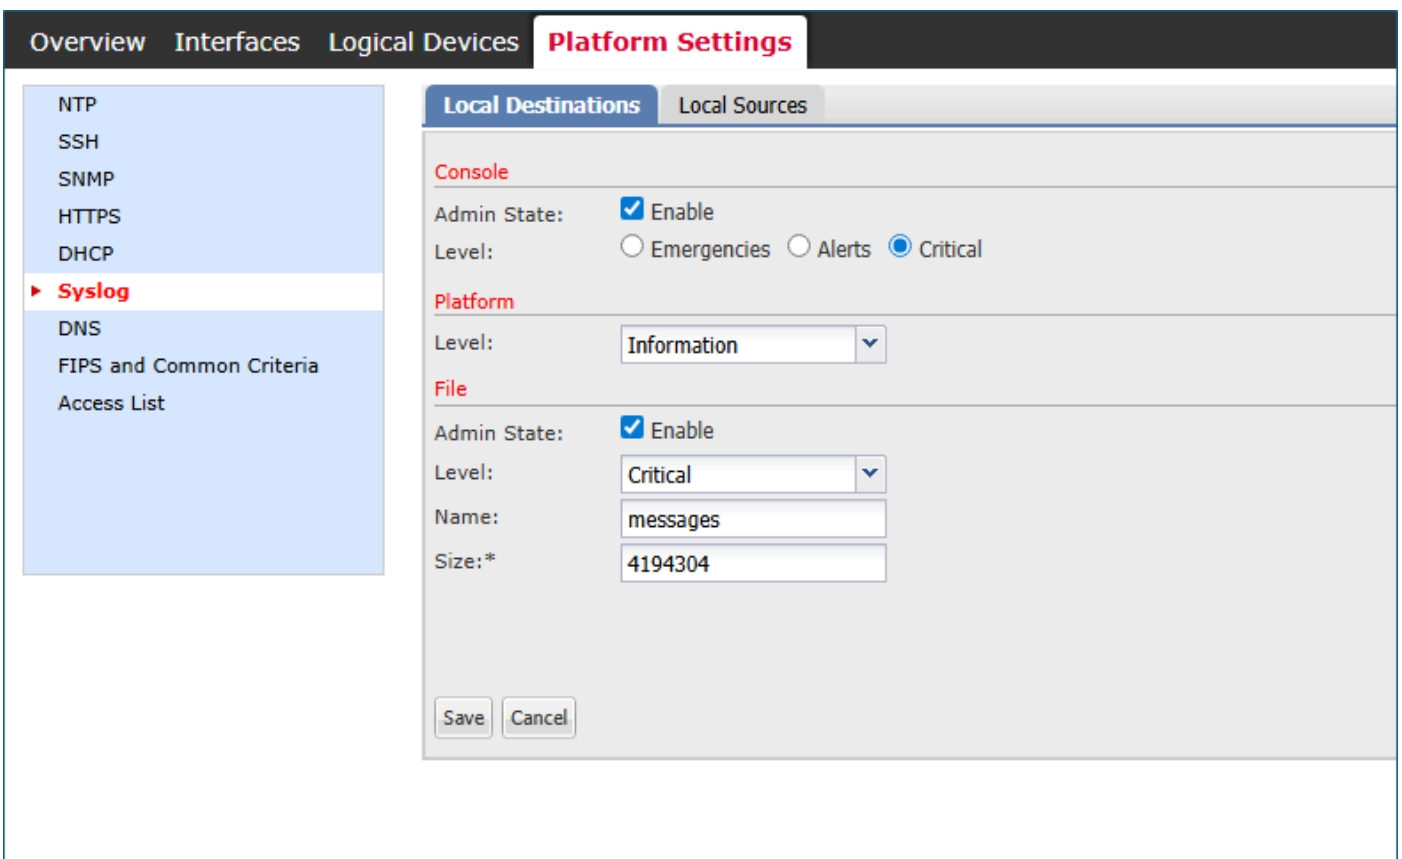 Overview Interfaces Logical Devices Platform Settings
NTP
SSH
SNMP
HTTPS
DHCP
Syslog
DNS
FIPS and Common Criteria
Access List
Local Destinations Local Sources
Console
Admin State: Enable
Level: Emergencies Alerts Critical
Platform
Level: Information
File
Admin State: Enable
Level: Critical
Name: messages
Size:* 4194304
Save Cancel